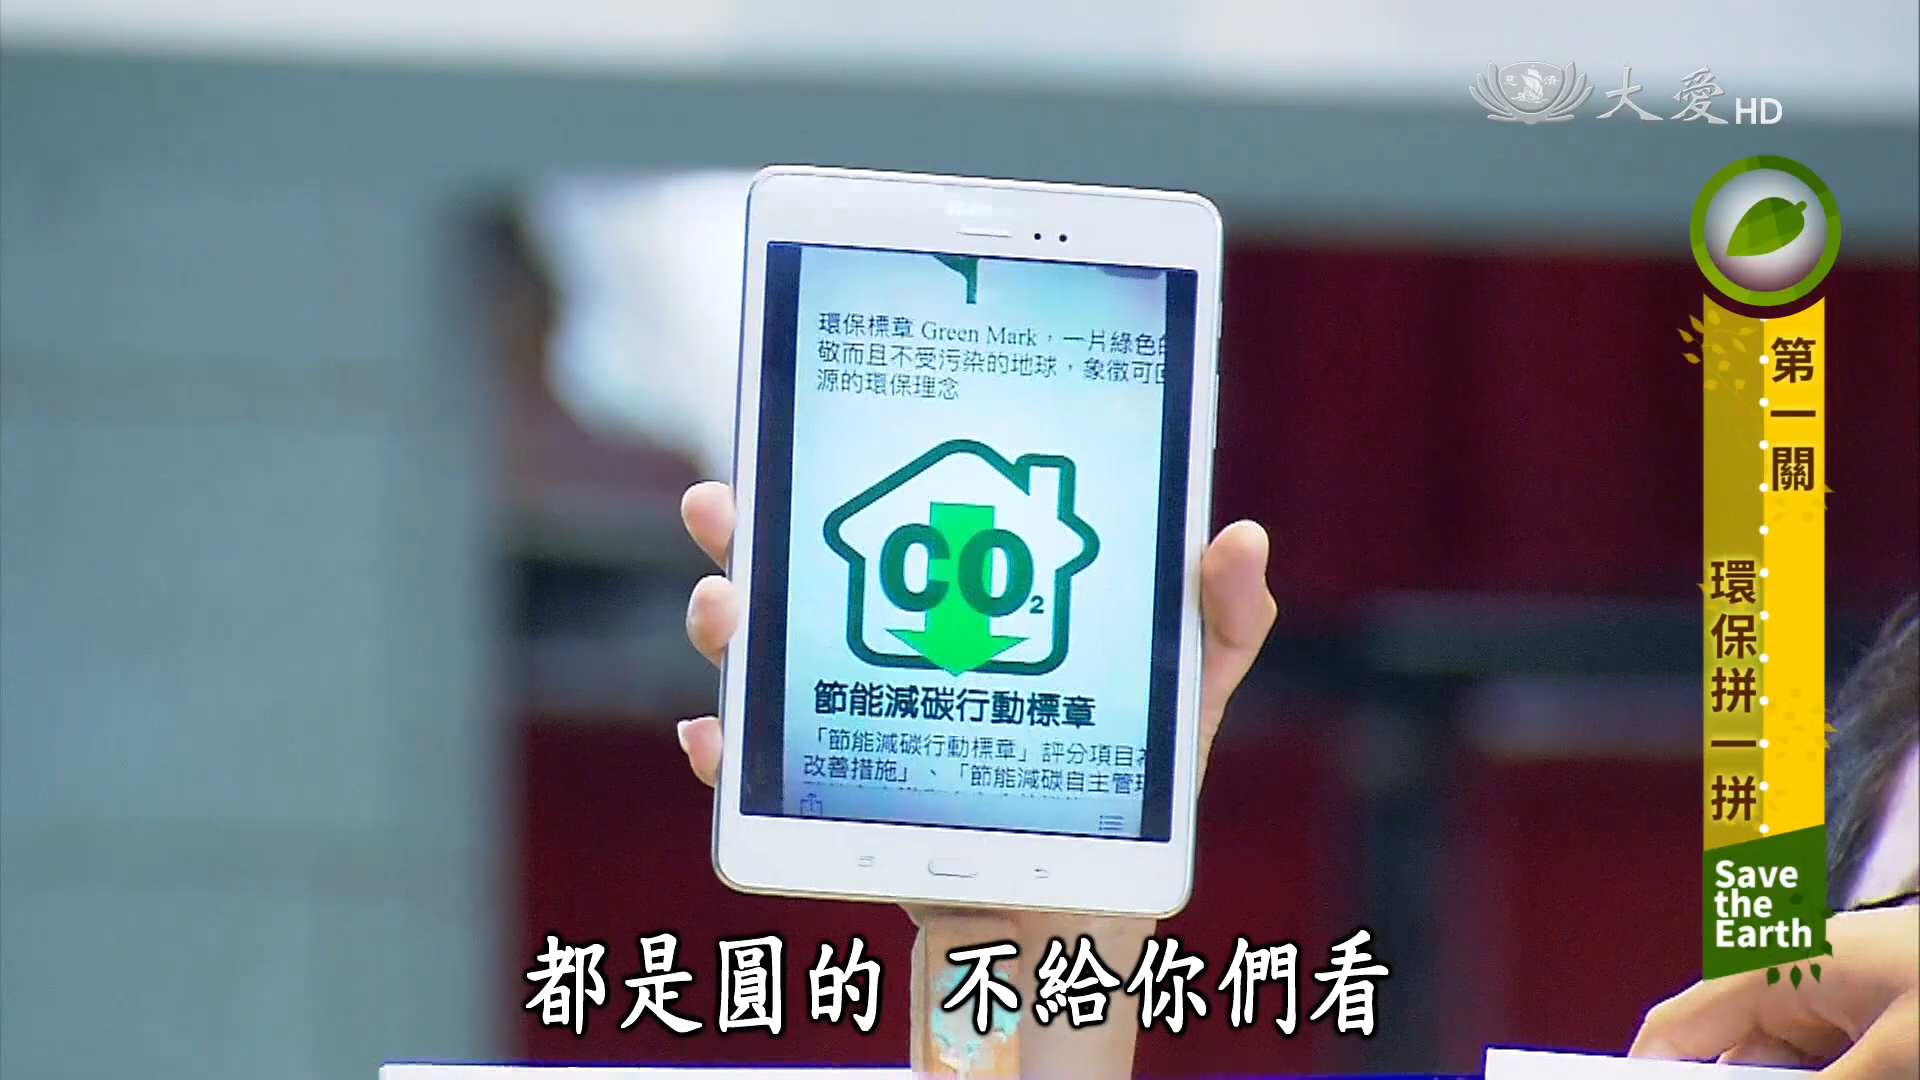 慈濟
大愛HD
環保標章 Green Mark，一片綠色
敬而且不受污染的地球，象徵可
源的環保理念
CO2
節能減碳行動標章
「節能減碳行動標章」評分項目
改善措施」、「節能減碳自主管理
第一關
環保拼一拼
Save
the
Earth
都是圓的 不給你們看